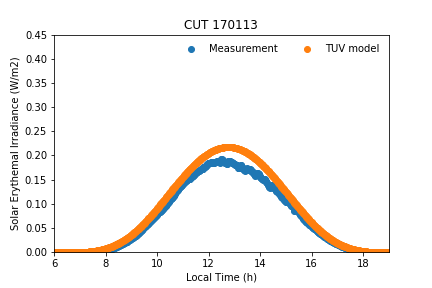 CUT 170113
Measurement
TUV model
Solar Erythemal Irradiance (W/m2)
0.45
0.40
0.35
0.30
0.25
0.20
0.15
0.10
0.05
0.00
6 8 10 12 14 16 18
Local Time (h)